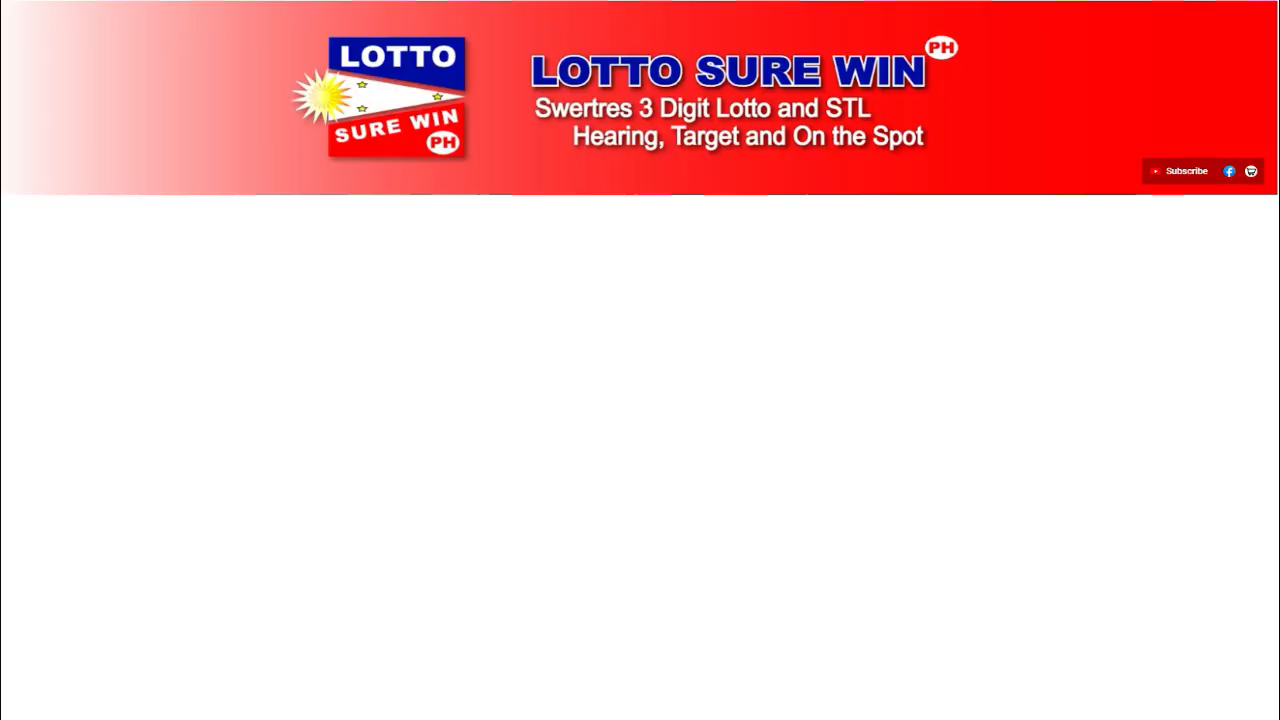 LOTTO
SURE WIN
PH
LOTTO SURE WIN PH
Swertres 3 Digit Lotto and STL
Hearing, Target and On the Spot
Subscribe